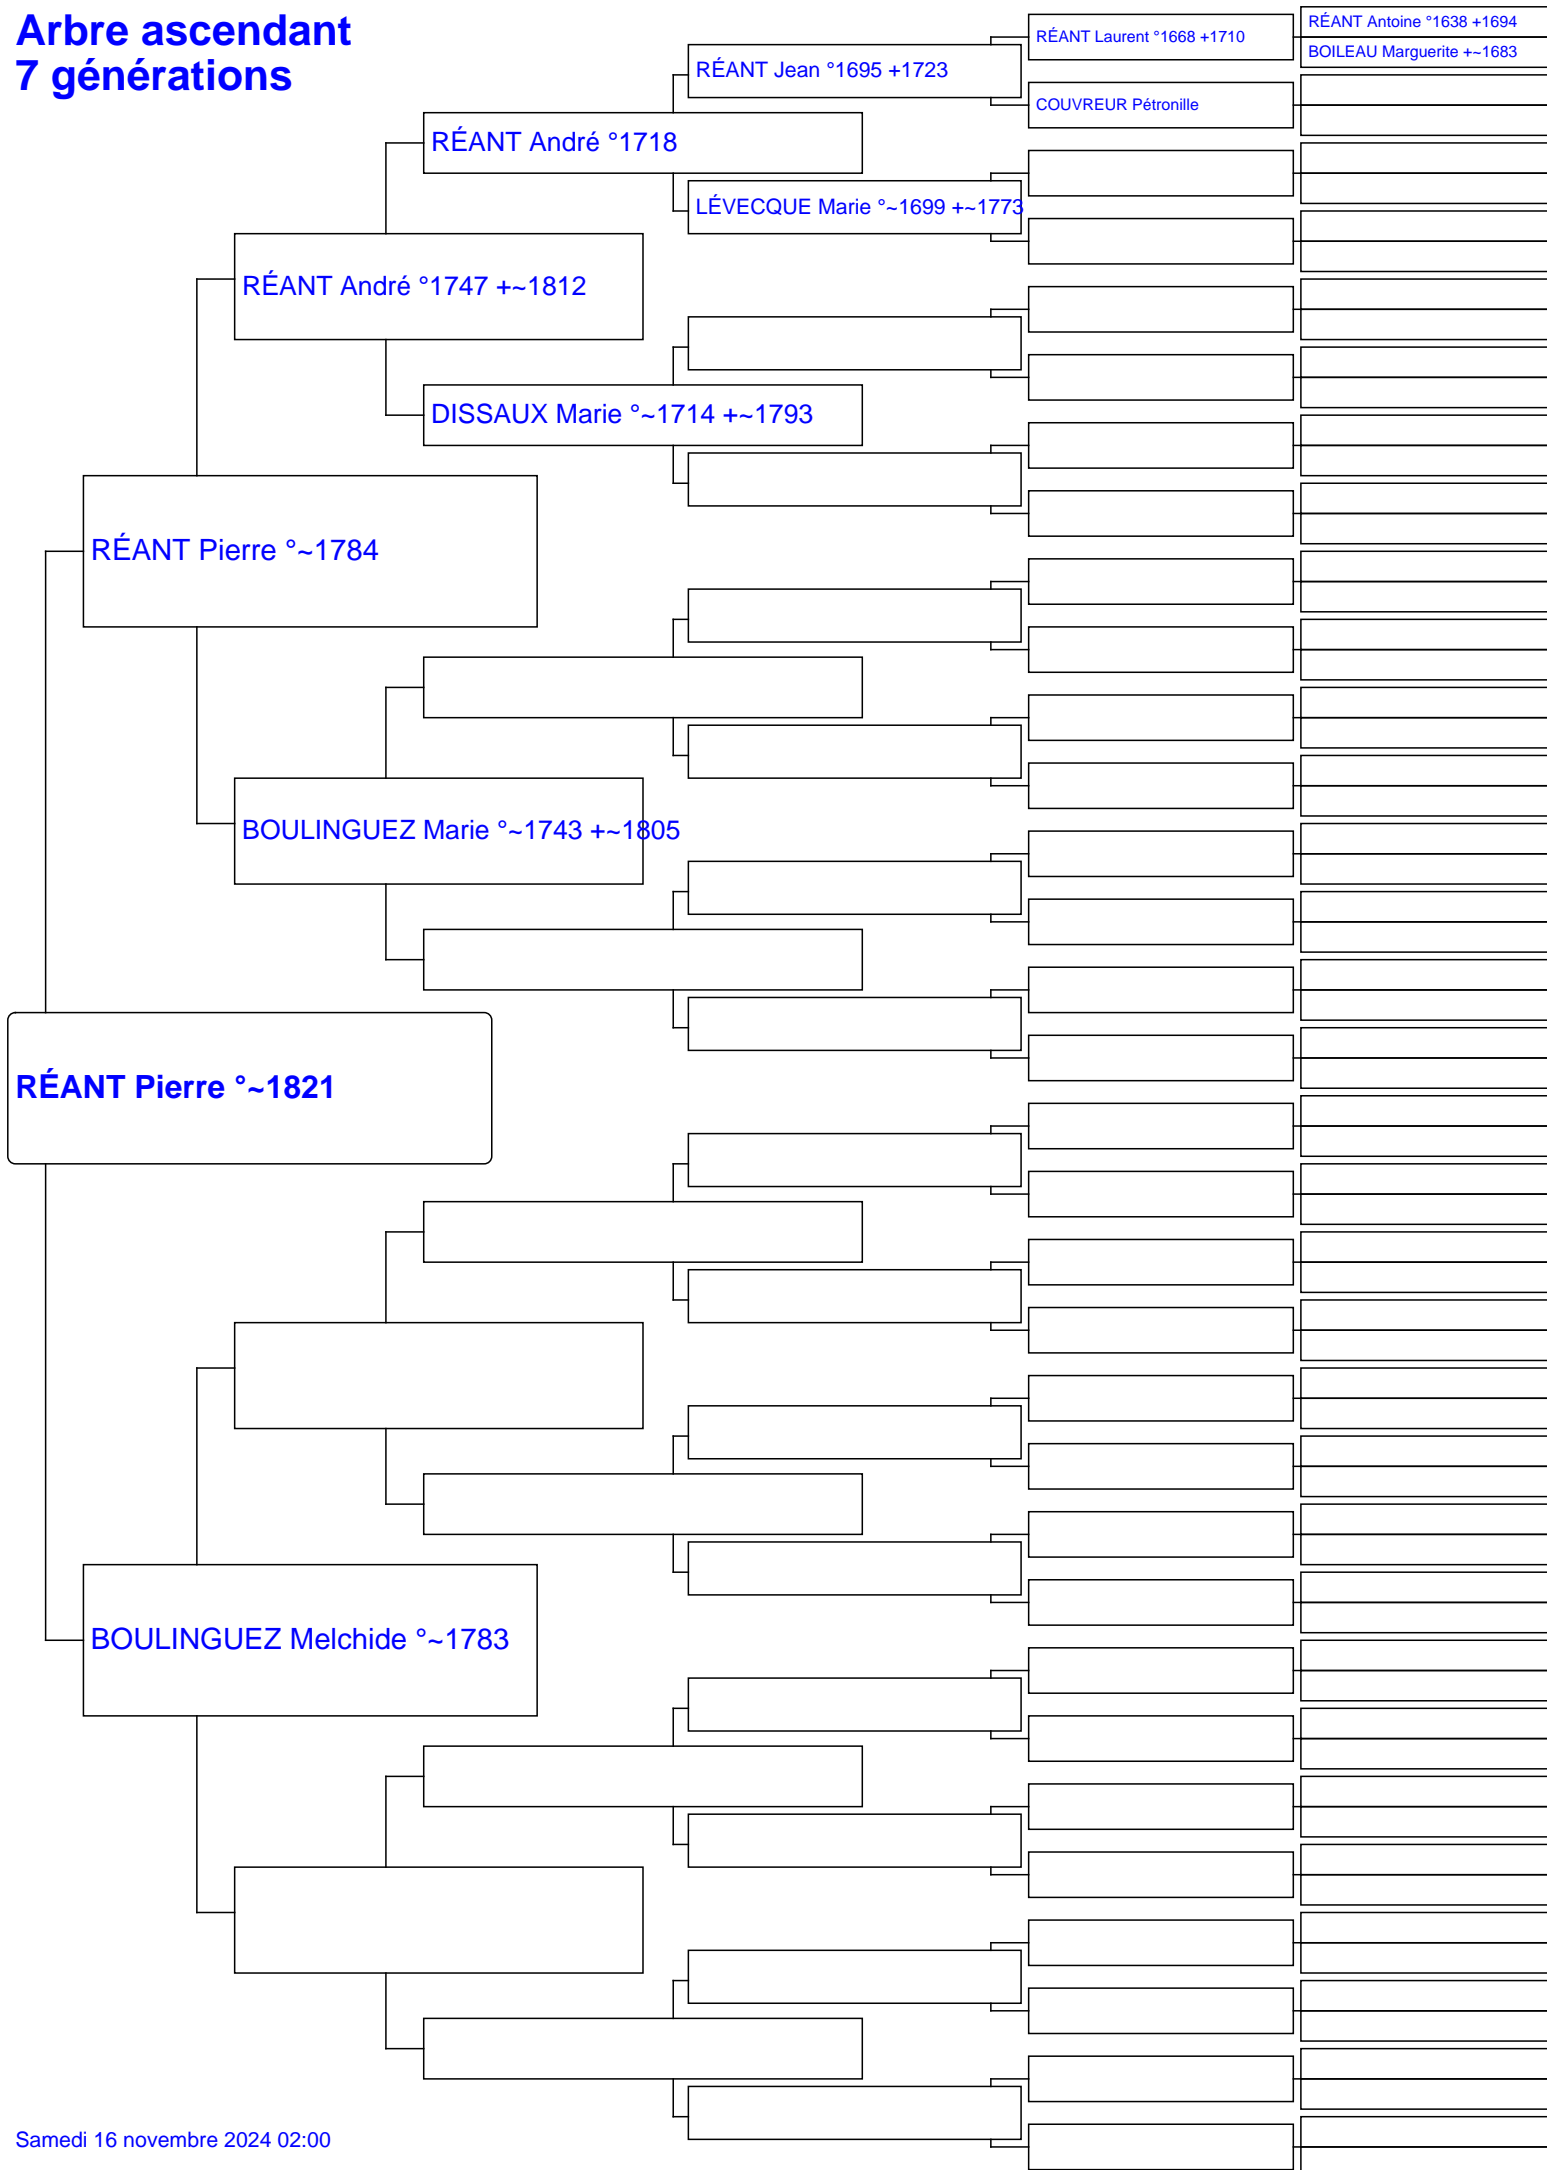 Arbre ascendant
7 générations
RÉANT Antoine °1638 +1694
RÉANT Laurent °1668 +1710
BOILEAU Marguerite +~1683
RÉANT Jean °1695 +1723
COUVREUR Pétronille
RÉANT André °1718
LÉVECQUE Marie °~1699 +~1773
RÉANT André °1747 +~1812
DISSAUX Marie °~1714 +~1793
RÉANT Pierre °~1784
BOULINGUEZ Marie °~1743 +~1805
RÉANT Pierre °~1821
BOULINGUEZ Melchide °~1783
Samedi 16 novembre 2024 02:00